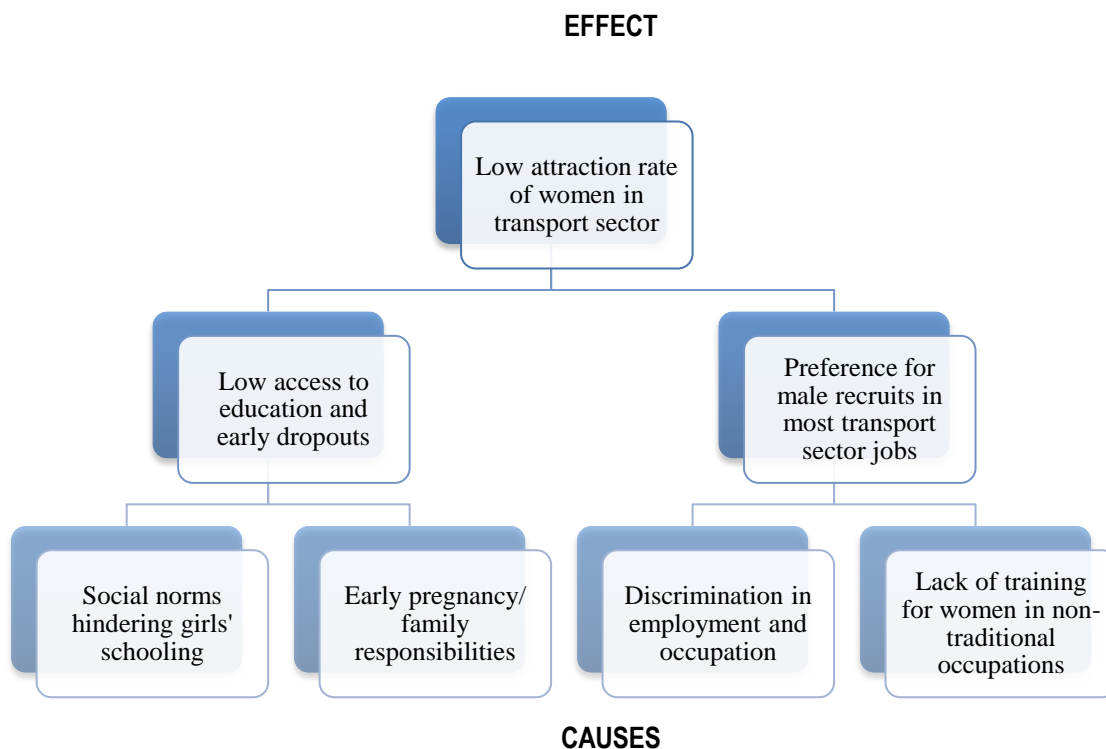 EFFECT
Low attraction rate
of women in
transport sector
Low access to
education and
early dropouts
Preference for
male recruits in
most transport
sector jobs
Social norms
hindering girls'
schooling
Early pregnancy/
family
responsibilities
Discrimination in
employment and
occupation
Lack of training
for women in non-
traditional
occupations
CAUSES